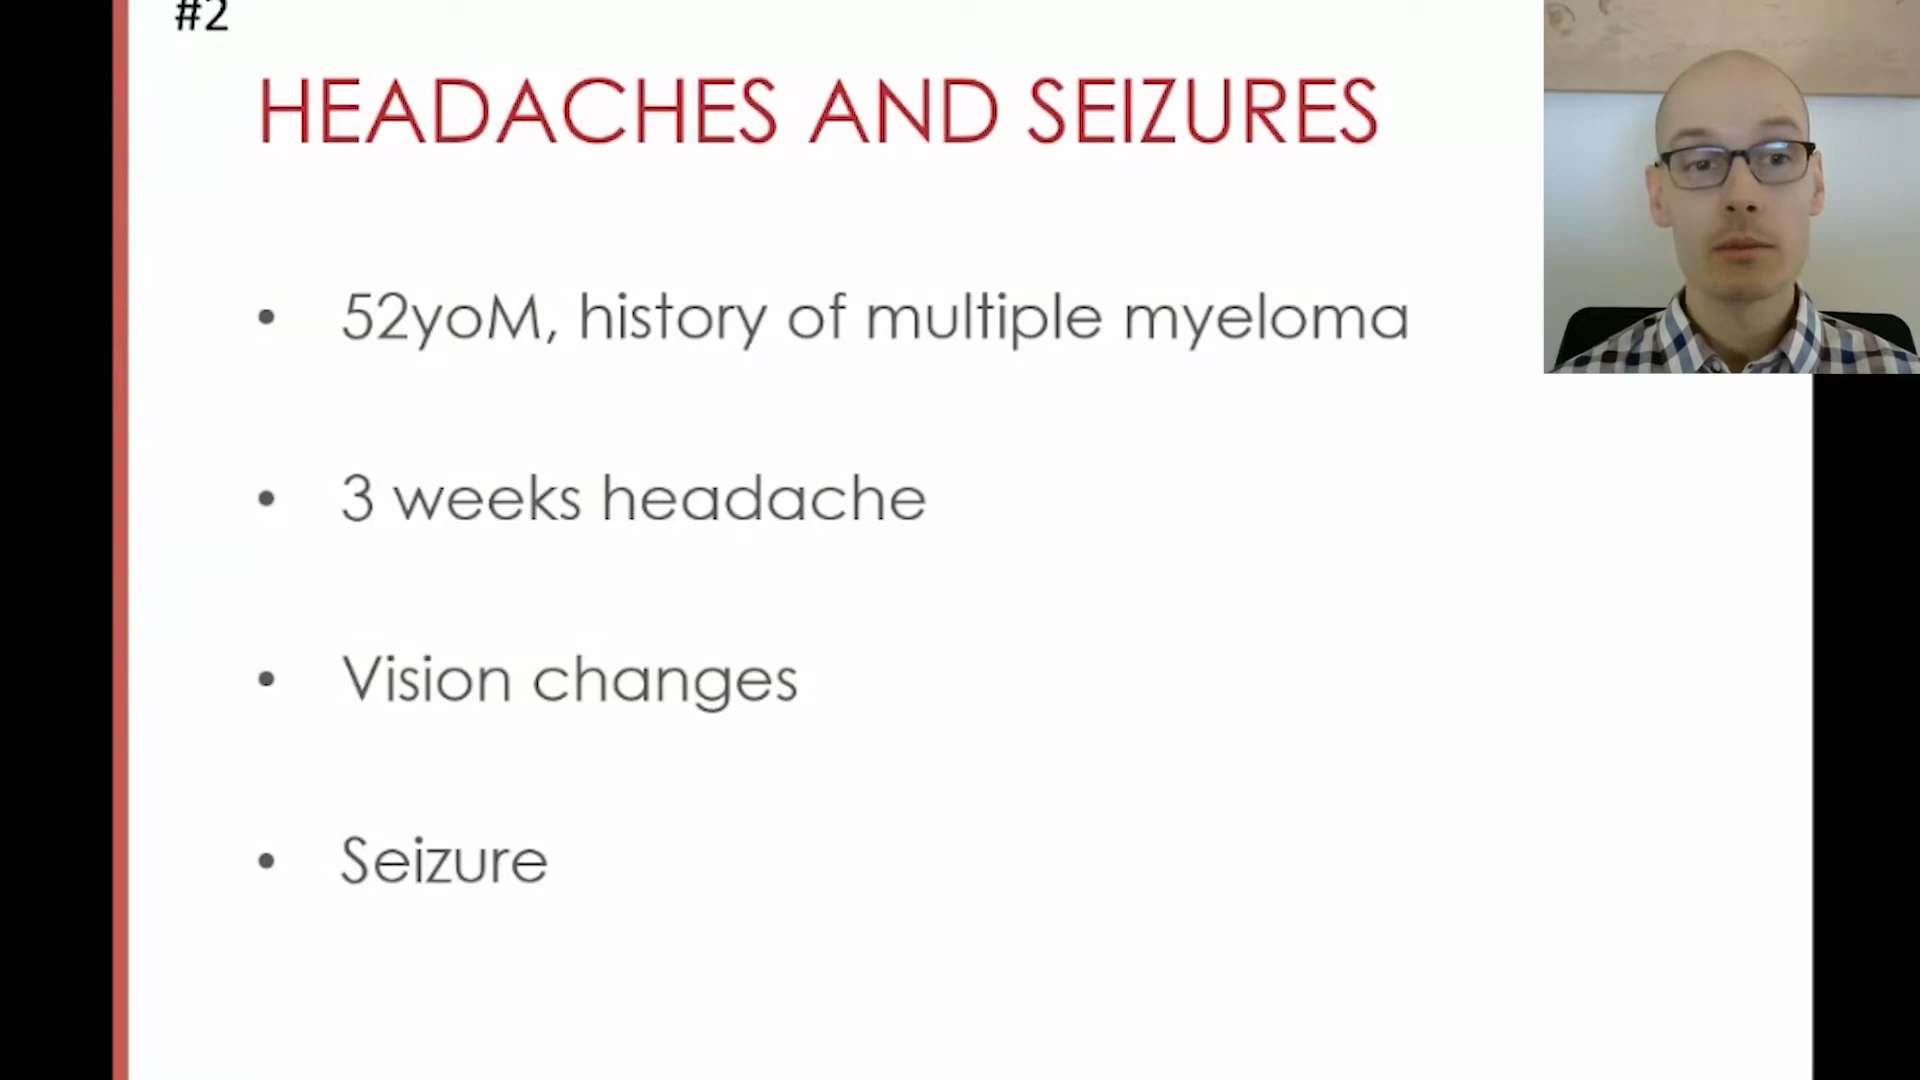 #2
HEADACHES AND SEIZURES
• 52yoM, history of multiple myeloma
• 3 weeks headache
• Vision changes
• Seizure